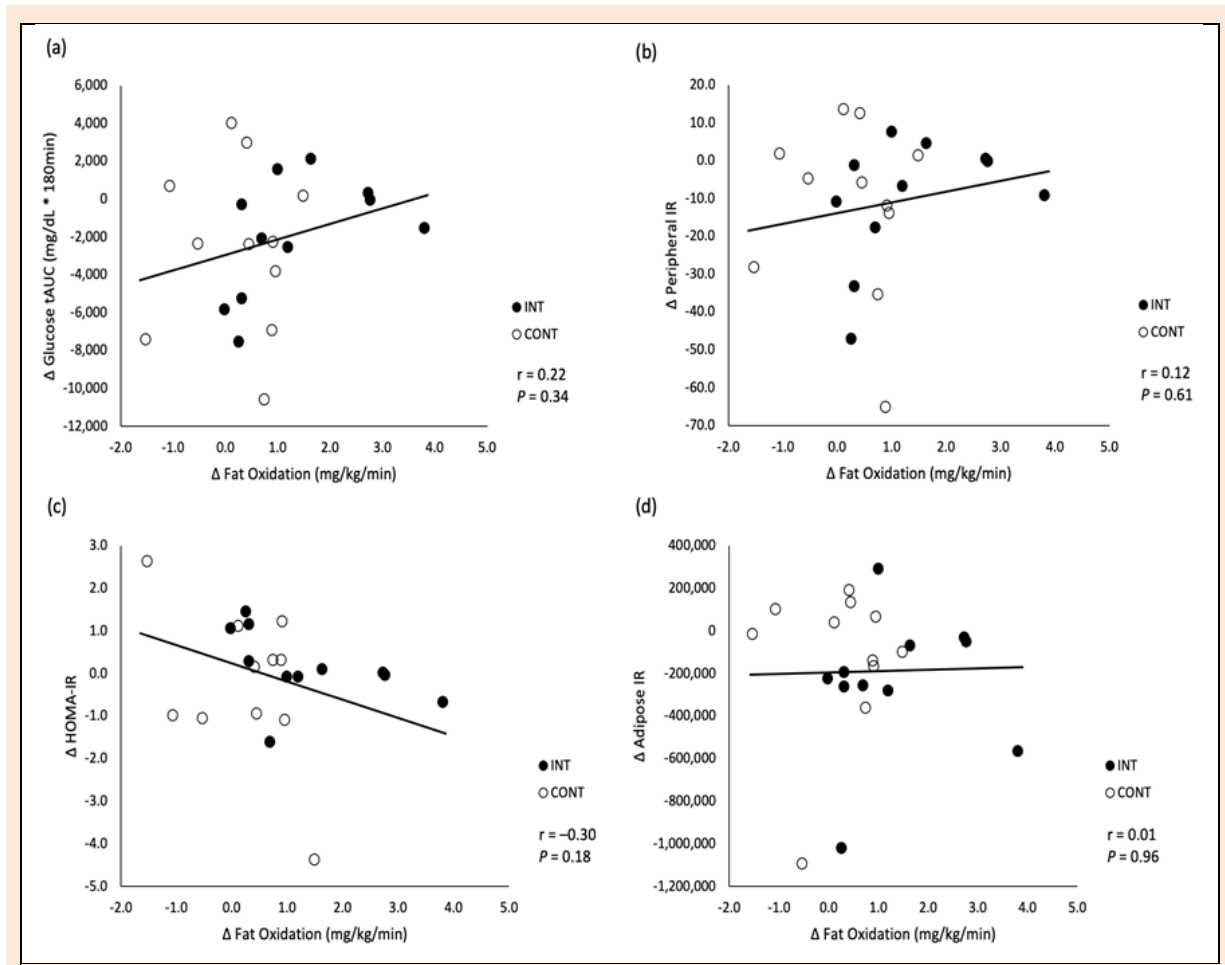 (a)
Δ Glucose tAUC (mg/dL * 180min)
6,000
4,000
2,000
0
-2,000
-4,000
-6,000
-8,000
-10,000
-12,000
-2.0 -1.0 0.0 1.0 2.0 3.0 4.0 5.0
Δ Fat Oxidation (mg/kg/min)
INT
CONT
r = 0.22
P = 0.34
(b)
Δ Peripheral IR
20.0
10.0
0.0
-10.0
-20.0
-30.0
-40.0
-50.0
-60.0
-70.0
-2.0 -1.0 0.0 1.0 2.0 3.0 4.0 5.0
Δ Fat Oxidation (mg/kg/min)
INT
CONT
r = 0.12
P = 0.61
(c)
Δ HOMA-IR
3.0
2.0
1.0
0.0
-1.0
-2.0
-3.0
-4.0
-5.0
-2.0 -1.0 0.0 1.0 2.0 3.0 4.0 5.0
Δ Fat Oxidation (mg/kg/min)
INT
CONT
r = –0.30
P = 0.18
(d)
Δ Adipose IR
400,000
200,000
0
-200,000
-400,000
-600,000
-800,000
-1,000,000
-1,200,000
-2.0 -1.0 0.0 1.0 2.0 3.0 4.0 5.0
Δ Fat Oxidation (mg/kg/min)
INT
CONT
r = 0.01
P = 0.96